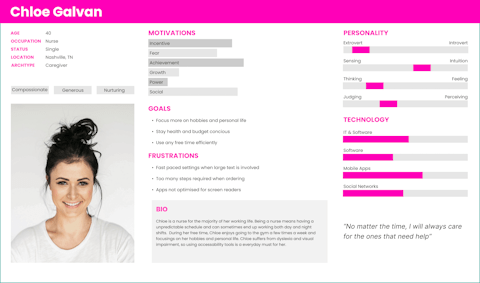 Chloe Galvan
AGE 40
OCCUPATION Nurse
STATUS Single
LOCATION Nashville, TN
ARCHTYPE Caregiver
Compassionate Generous Nurturing
MOTIVATIONS
Incentive
Fear
Achievement
Growth
Power
Social
GOALS
• Focus more on hobbies and personal life
• Stay health and budget concious
• Use any free time efficiently
FRUSTRATIONS
• Fast paced settings when large text is involved
• Too many steps required when ordering
• Apps not optimised for screen readers
BIO
Chloe is a nurse for the majority of her working life. Being a nurse means having a
unpredictable schedule and can sometimes end up working both day and night
shifts. During her free time, Chloe enjoys going to the gym a few times a week and
focusings on her hobbies and personal life. Chloe suffers from dyslexia and visual
impairment, so using accessability tools is a everyday must for her.
PERSONALITY
Extrovert Introvert
Sensing Intuition
Thinking Feeling
Judging Perceiving
TECHNOLOGY
IT & Software
Software
Mobile Apps
Social Networks
"No matter the time, I will always care
for the ones that need help"